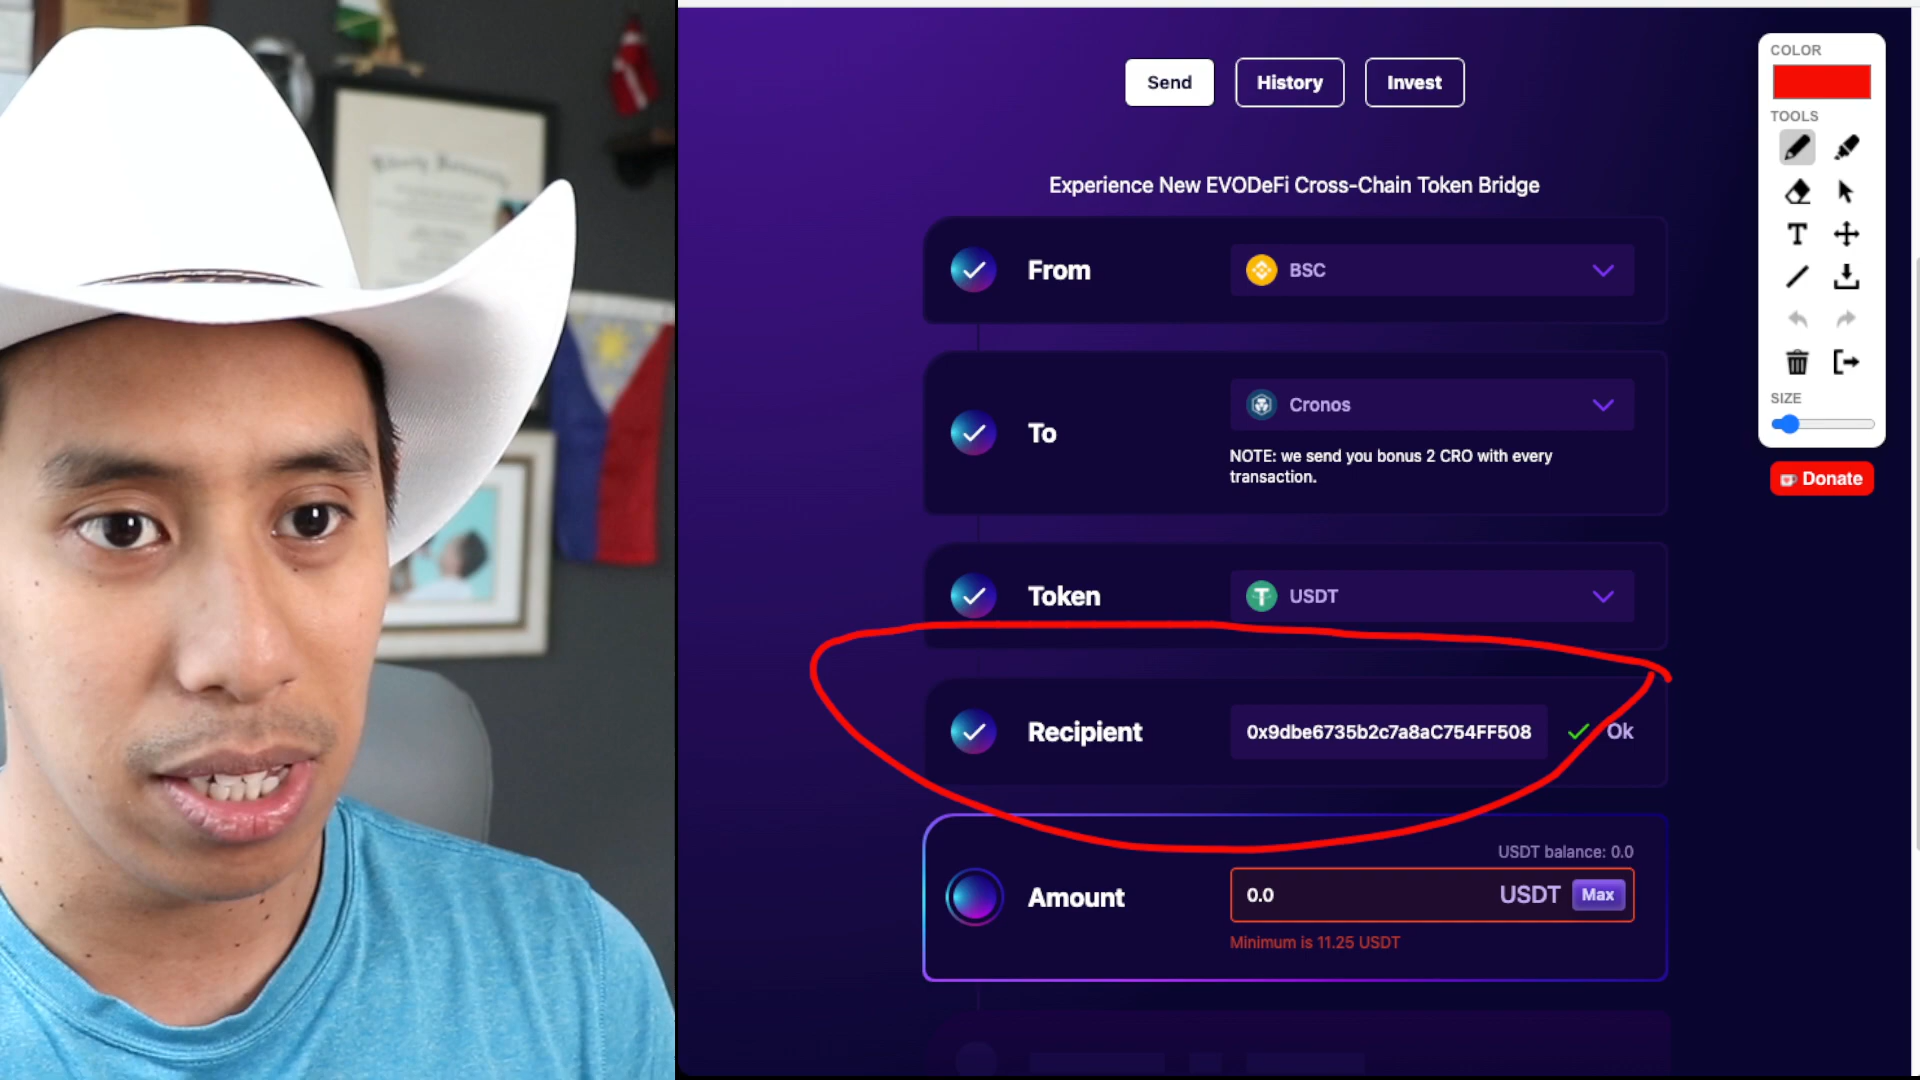 Send
History
Invest
Experience New EVODeFi Cross-Chain Token Bridge
From
BSC
To
Cronos
NOTE: we send you bonus 2 CRO with every
transaction.
Token
USDT
Recipient
0x9dbe6735b2c7a8aC754FF508
Ok
USDT balance: 0.0
Amount
0.0
USDT
Max
Minimum is 11.25 USDT
COLOR
TOOLS
T
SIZE
Donate